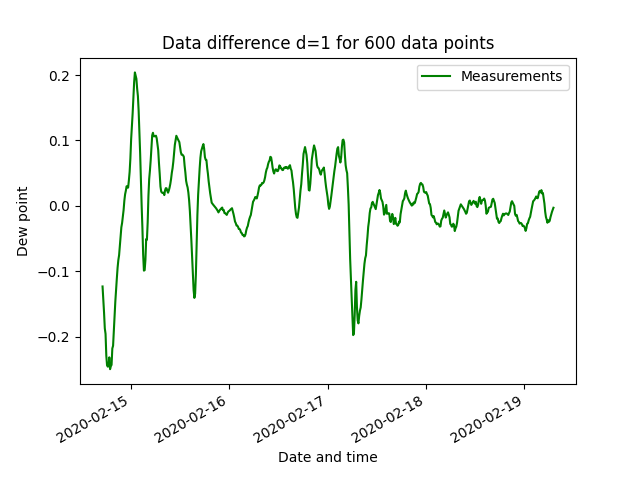 Data difference d=1 for 600 data points
Measurements
Dew point
0.2
0.1
0.0
−0.1
−0.2
2020-02-15
2020-02-16
2020-02-17
2020-02-18
2020-02-19
Date and time